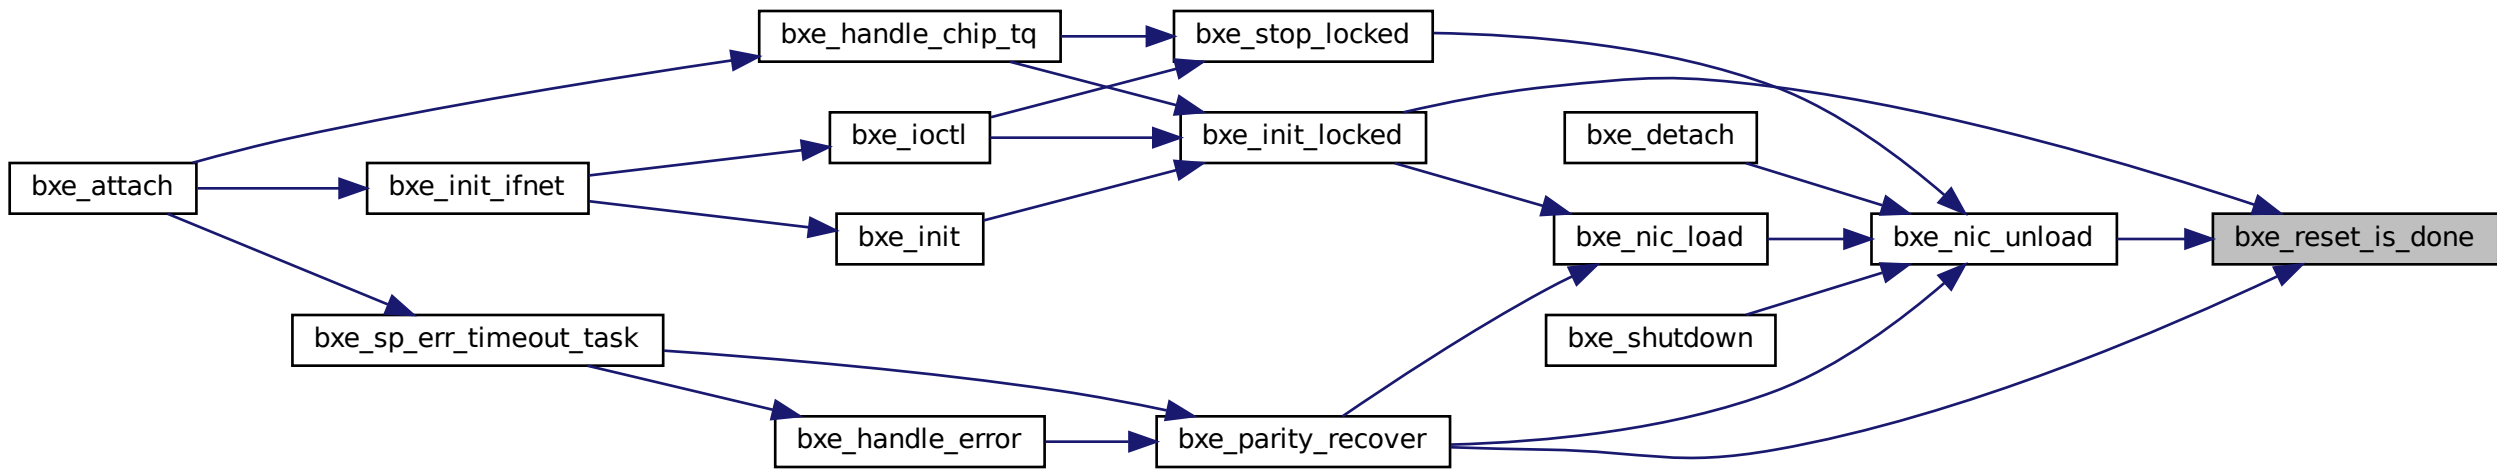 bxe_handle_chip_tq
bxe_stop_locked
bxe_ioctl
bxe_init_locked
bxe_detach
bxe_attach
bxe_init_ifnet
bxe_init
bxe_nic_load
bxe_nic_unload
bxe_reset_is_done
bxe_sp_err_timeout_task
bxe_shutdown
bxe_handle_error
bxe_parity_recover